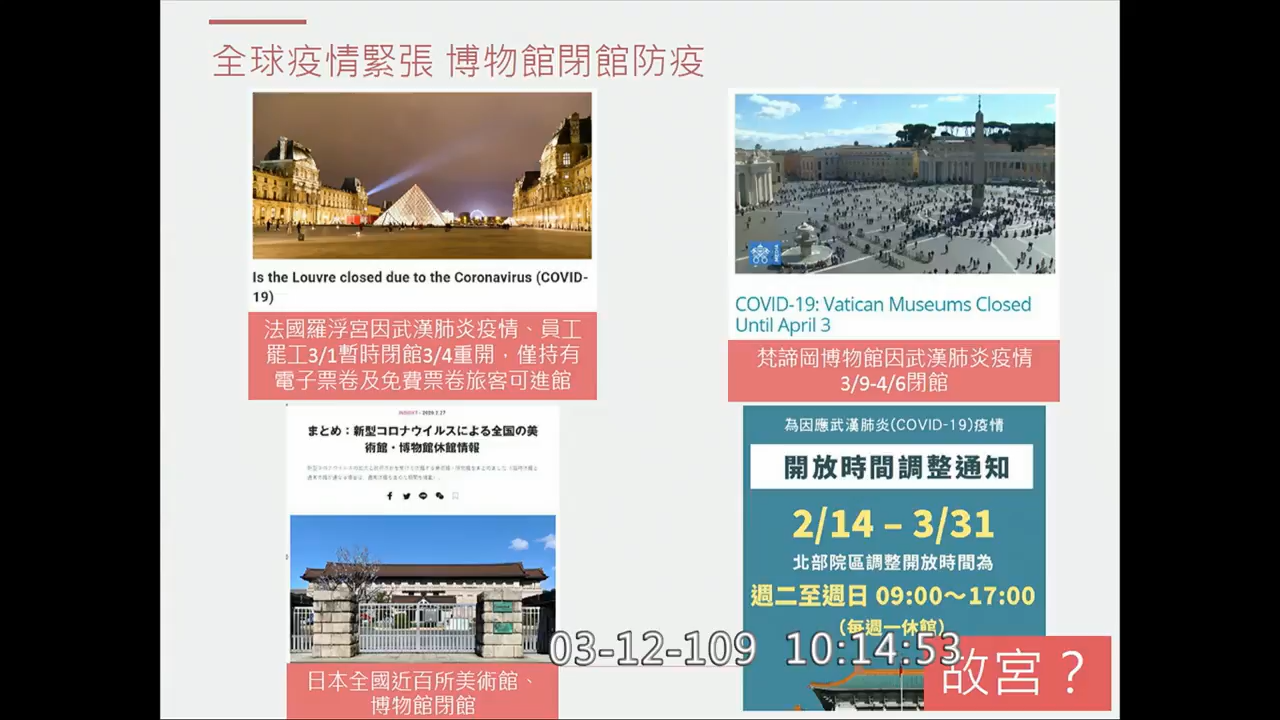 全球疫情緊張 博物館閉館防疫
Is the Louvre closed due to the Coronavirus (COVID-
19)
法國羅浮宮因武漢肺炎疫情、員工
罷工3/1暫時閉館3/4重開，僅持有
電子票卷及免費票卷旅客可進館
COVID-19: Vatican Museums Closed
Until April 3
梵諦岡博物館因武漢肺炎疫情
3/9-4/6閉館
まとめ：新型コロナウイルスによる全国の美
術館・博物館休館情報
日本全國近百所美術館、
博物館閉館
為因應武漢肺炎(COVID-19)疫情
開放時間調整通知
2/14 – 3/31
北部院區調整開放時間為
週二至週日 09:00～17:00
（每週一休館）
03-12-109 10:14:53
故宮？